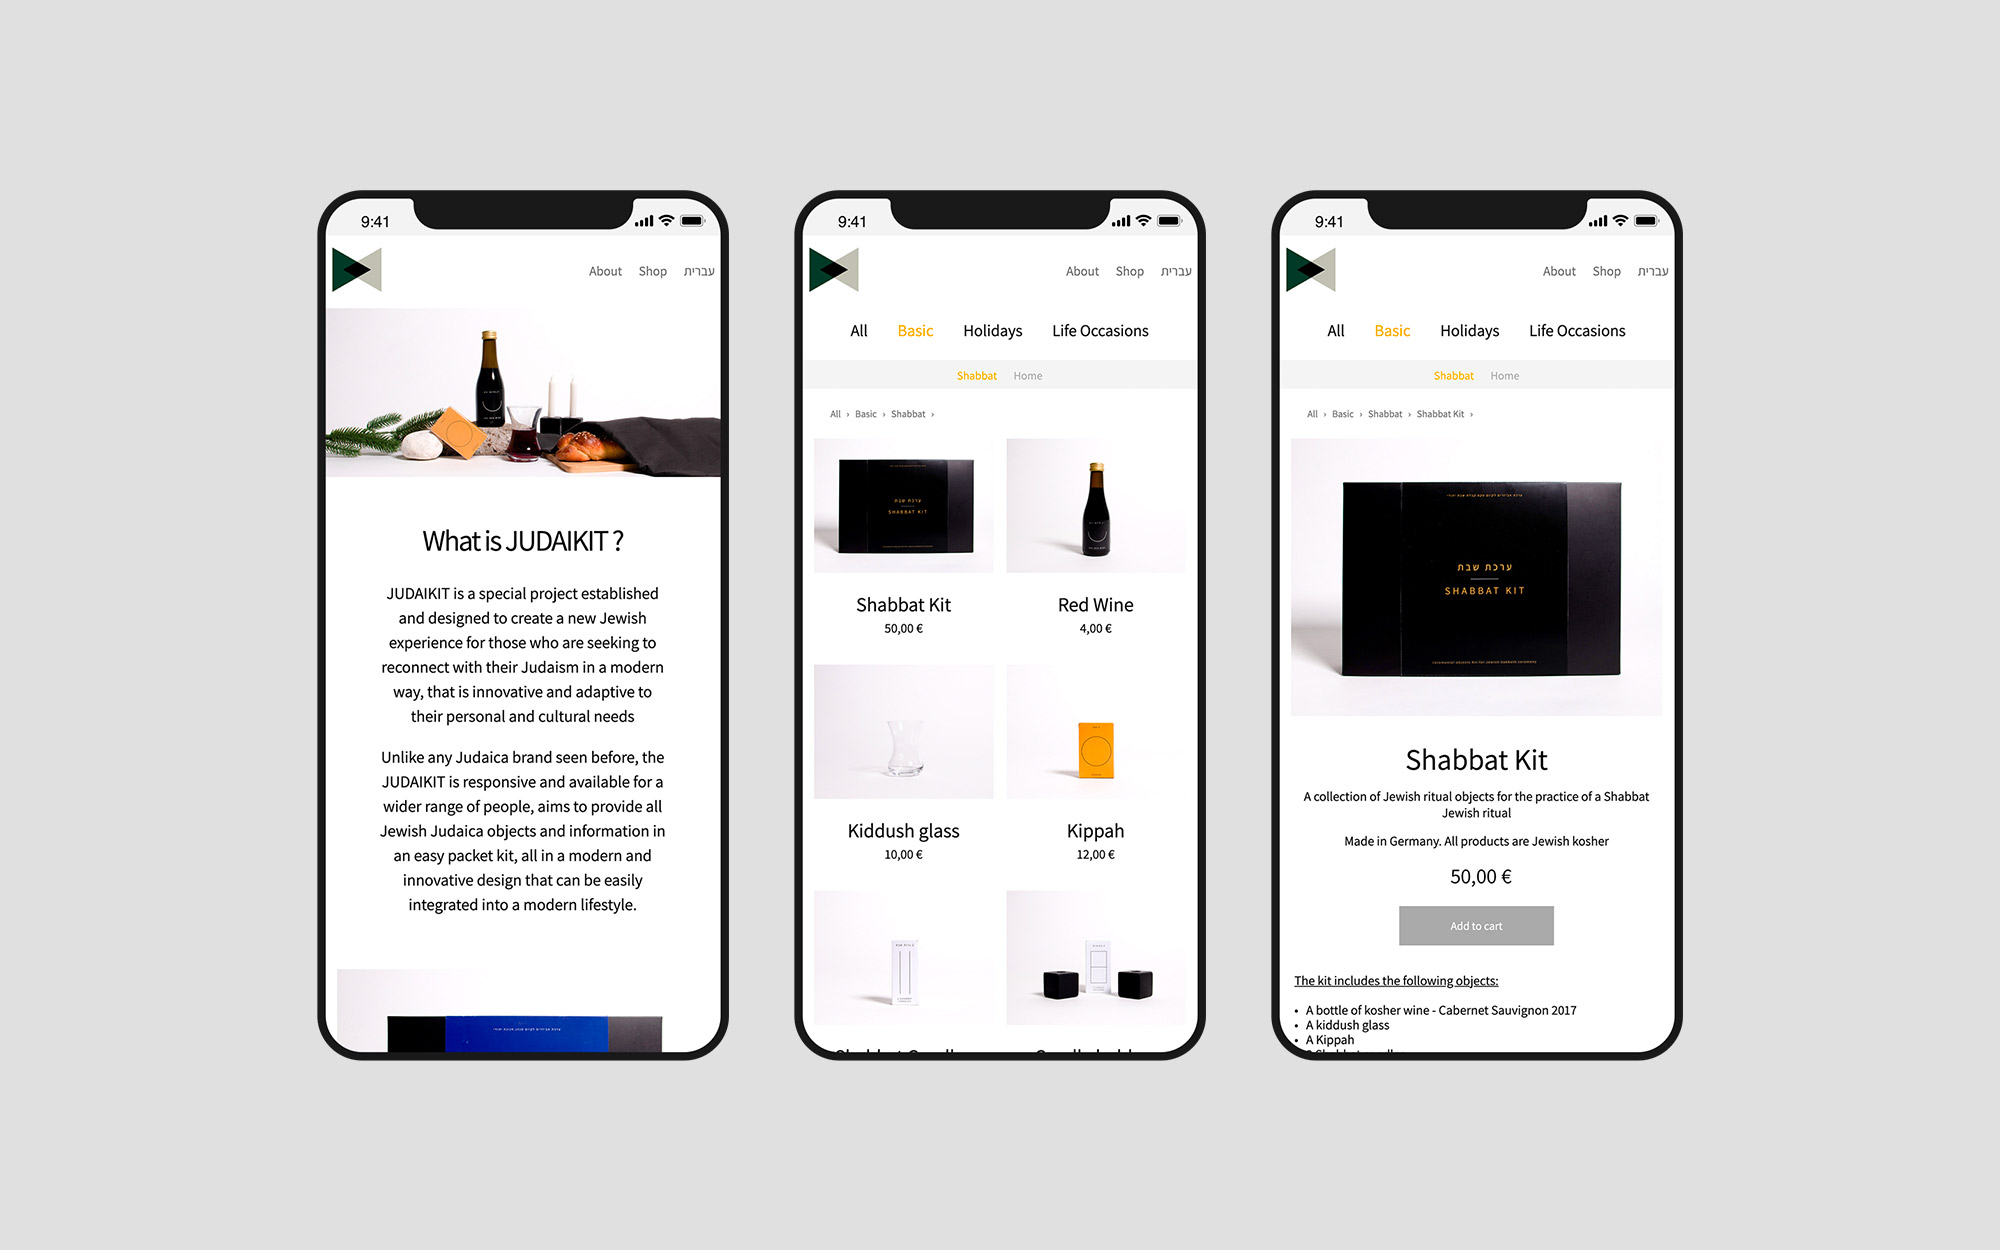 9:41
About Shop עברית
What is JUDAIKIT ?
JUDAIKIT is a special project established
and designed to create a new Jewish
experience for those who are seeking to
reconnect with their Judaism in a modern
way, that is innovative and adaptive to
their personal and cultural needs
Unlike any Judaica brand seen before, the
JUDAIKIT is responsive and available for a
wider range of people, aims to provide all
Jewish Judaica objects and information in
an easy packet kit, all in a modern and
innovative design that can be easily
integrated into a modern lifestyle.
9:41
About Shop עברית
All Basic Holidays Life Occasions
Shabbat Home
All › Basic › Shabbat ›
ערכת שבת
SHABBAT KIT
Shabbat Kit
50,00 €
Red Wine
4,00 €
Kiddush glass
10,00 €
Kippah
12,00 €
9:41
About Shop עברית
All Basic Holidays Life Occasions
Shabbat Home
All › Basic › Shabbat › Shabbat Kit ›
ערכת שבת
SHABBAT KIT
Shabbat Kit
A collection of Jewish ritual objects for the practice of a Shabbat
Jewish ritual
Made in Germany. All products are Jewish kosher
50,00 €
Add to cart
The kit includes the following objects:
• A bottle of kosher wine - Cabernet Sauvignon 2017
• A kiddush glass
• A Kippah